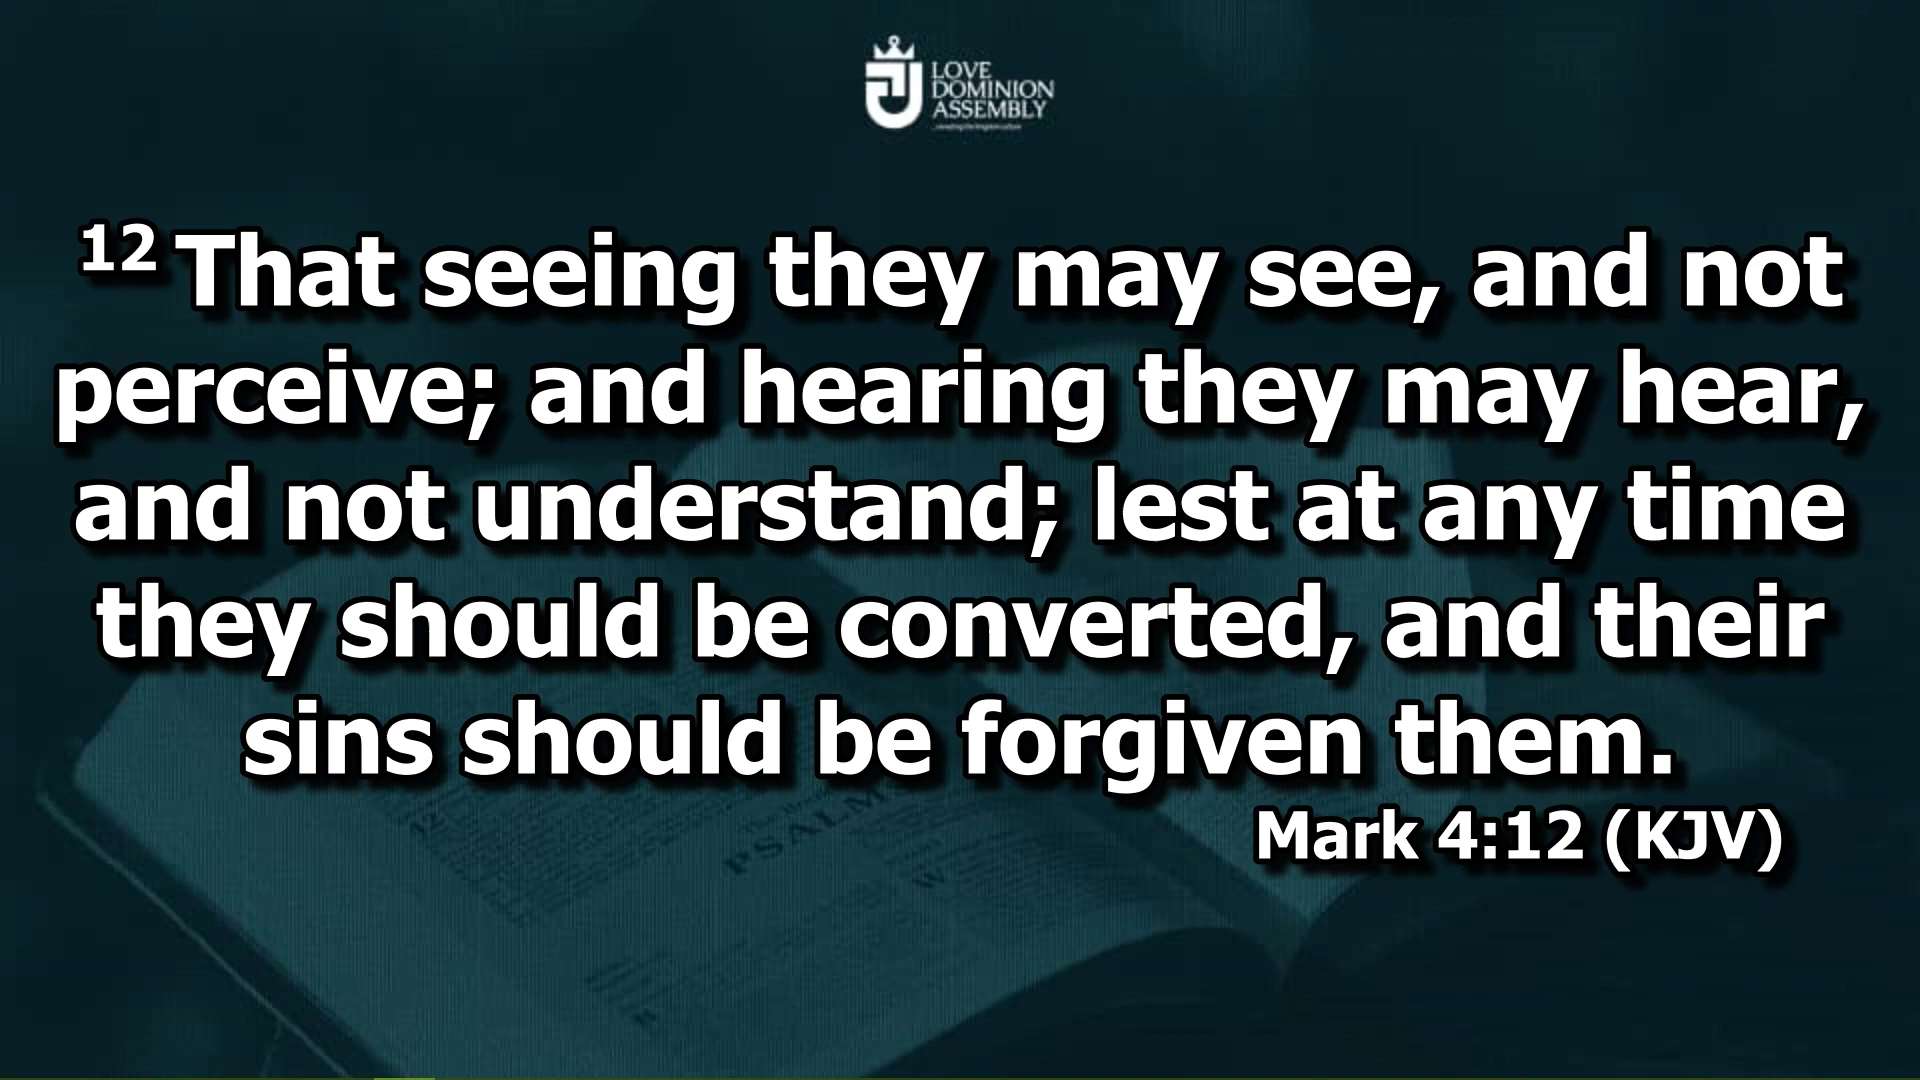 LOVE
DOMINION
ASSEMBLY
12 That seeing they may see, and not
perceive; and hearing they may hear,
and not understand; lest at any time
they should be converted, and their
sins should be forgiven them.
PSALMS
Mark 4:12 (KJV)